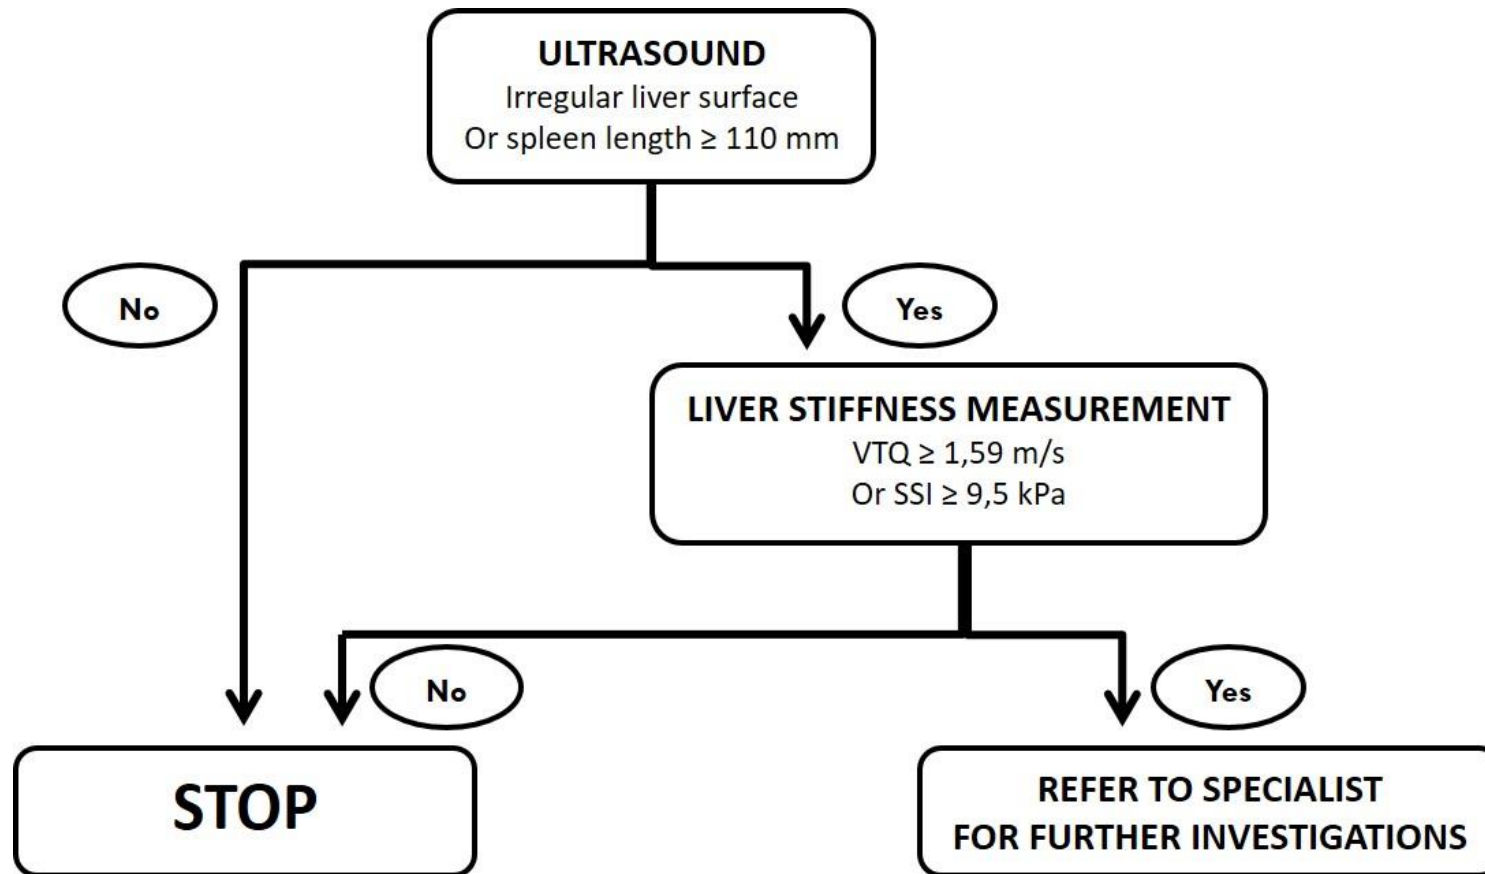 ULTRASOUND
Irregular liver surface
Or spleen length ≥ 110 mm
No
Yes
LIVER STIFFNESS MEASUREMENT
VTQ ≥ 1,59 m/s
Or SSI ≥ 9,5 kPa
No
Yes
STOP
REFER TO SPECIALIST
FOR FURTHER INVESTIGATIONS